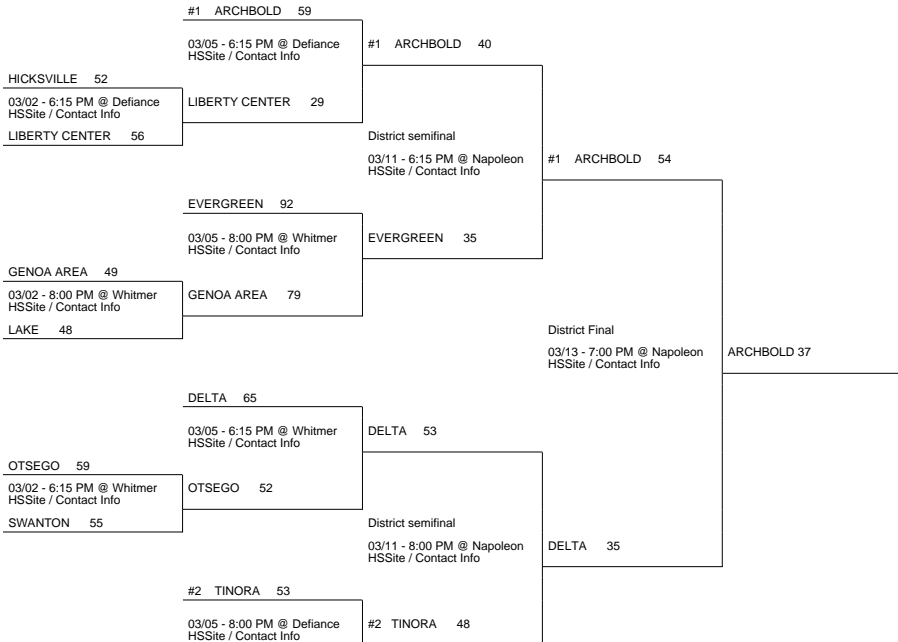 #1 ARCHBOLD 59
03/05 - 6:15 PM @ Defiance
HSSite / Contact Info
#1 ARCHBOLD 40
HICKSVILLE 52
03/02 - 6:15 PM @ Defiance
HSSite / Contact Info
LIBERTY CENTER 29
LIBERTY CENTER 56
District semifinal
03/11 - 6:15 PM @ Napoleon
HSSite / Contact Info
#1 ARCHBOLD 54
EVERGREEN 92
03/05 - 8:00 PM @ Whitmer
HSSite / Contact Info
EVERGREEN 35
GENOA AREA 49
03/02 - 8:00 PM @ Whitmer
HSSite / Contact Info
GENOA AREA 79
LAKE 48
District Final
03/13 - 7:00 PM @ Napoleon
HSSite / Contact Info
ARCHBOLD 37
DELTA 65
03/05 - 6:15 PM @ Whitmer
HSSite / Contact Info
DELTA 53
OTSEGO 59
03/02 - 6:15 PM @ Whitmer
HSSite / Contact Info
OTSEGO 52
SWANTON 55
District semifinal
03/11 - 8:00 PM @ Napoleon
HSSite / Contact Info
DELTA 35
#2 TINORA 53
03/05 - 8:00 PM @ Defiance
HSSite / Contact Info
#2 TINORA 48